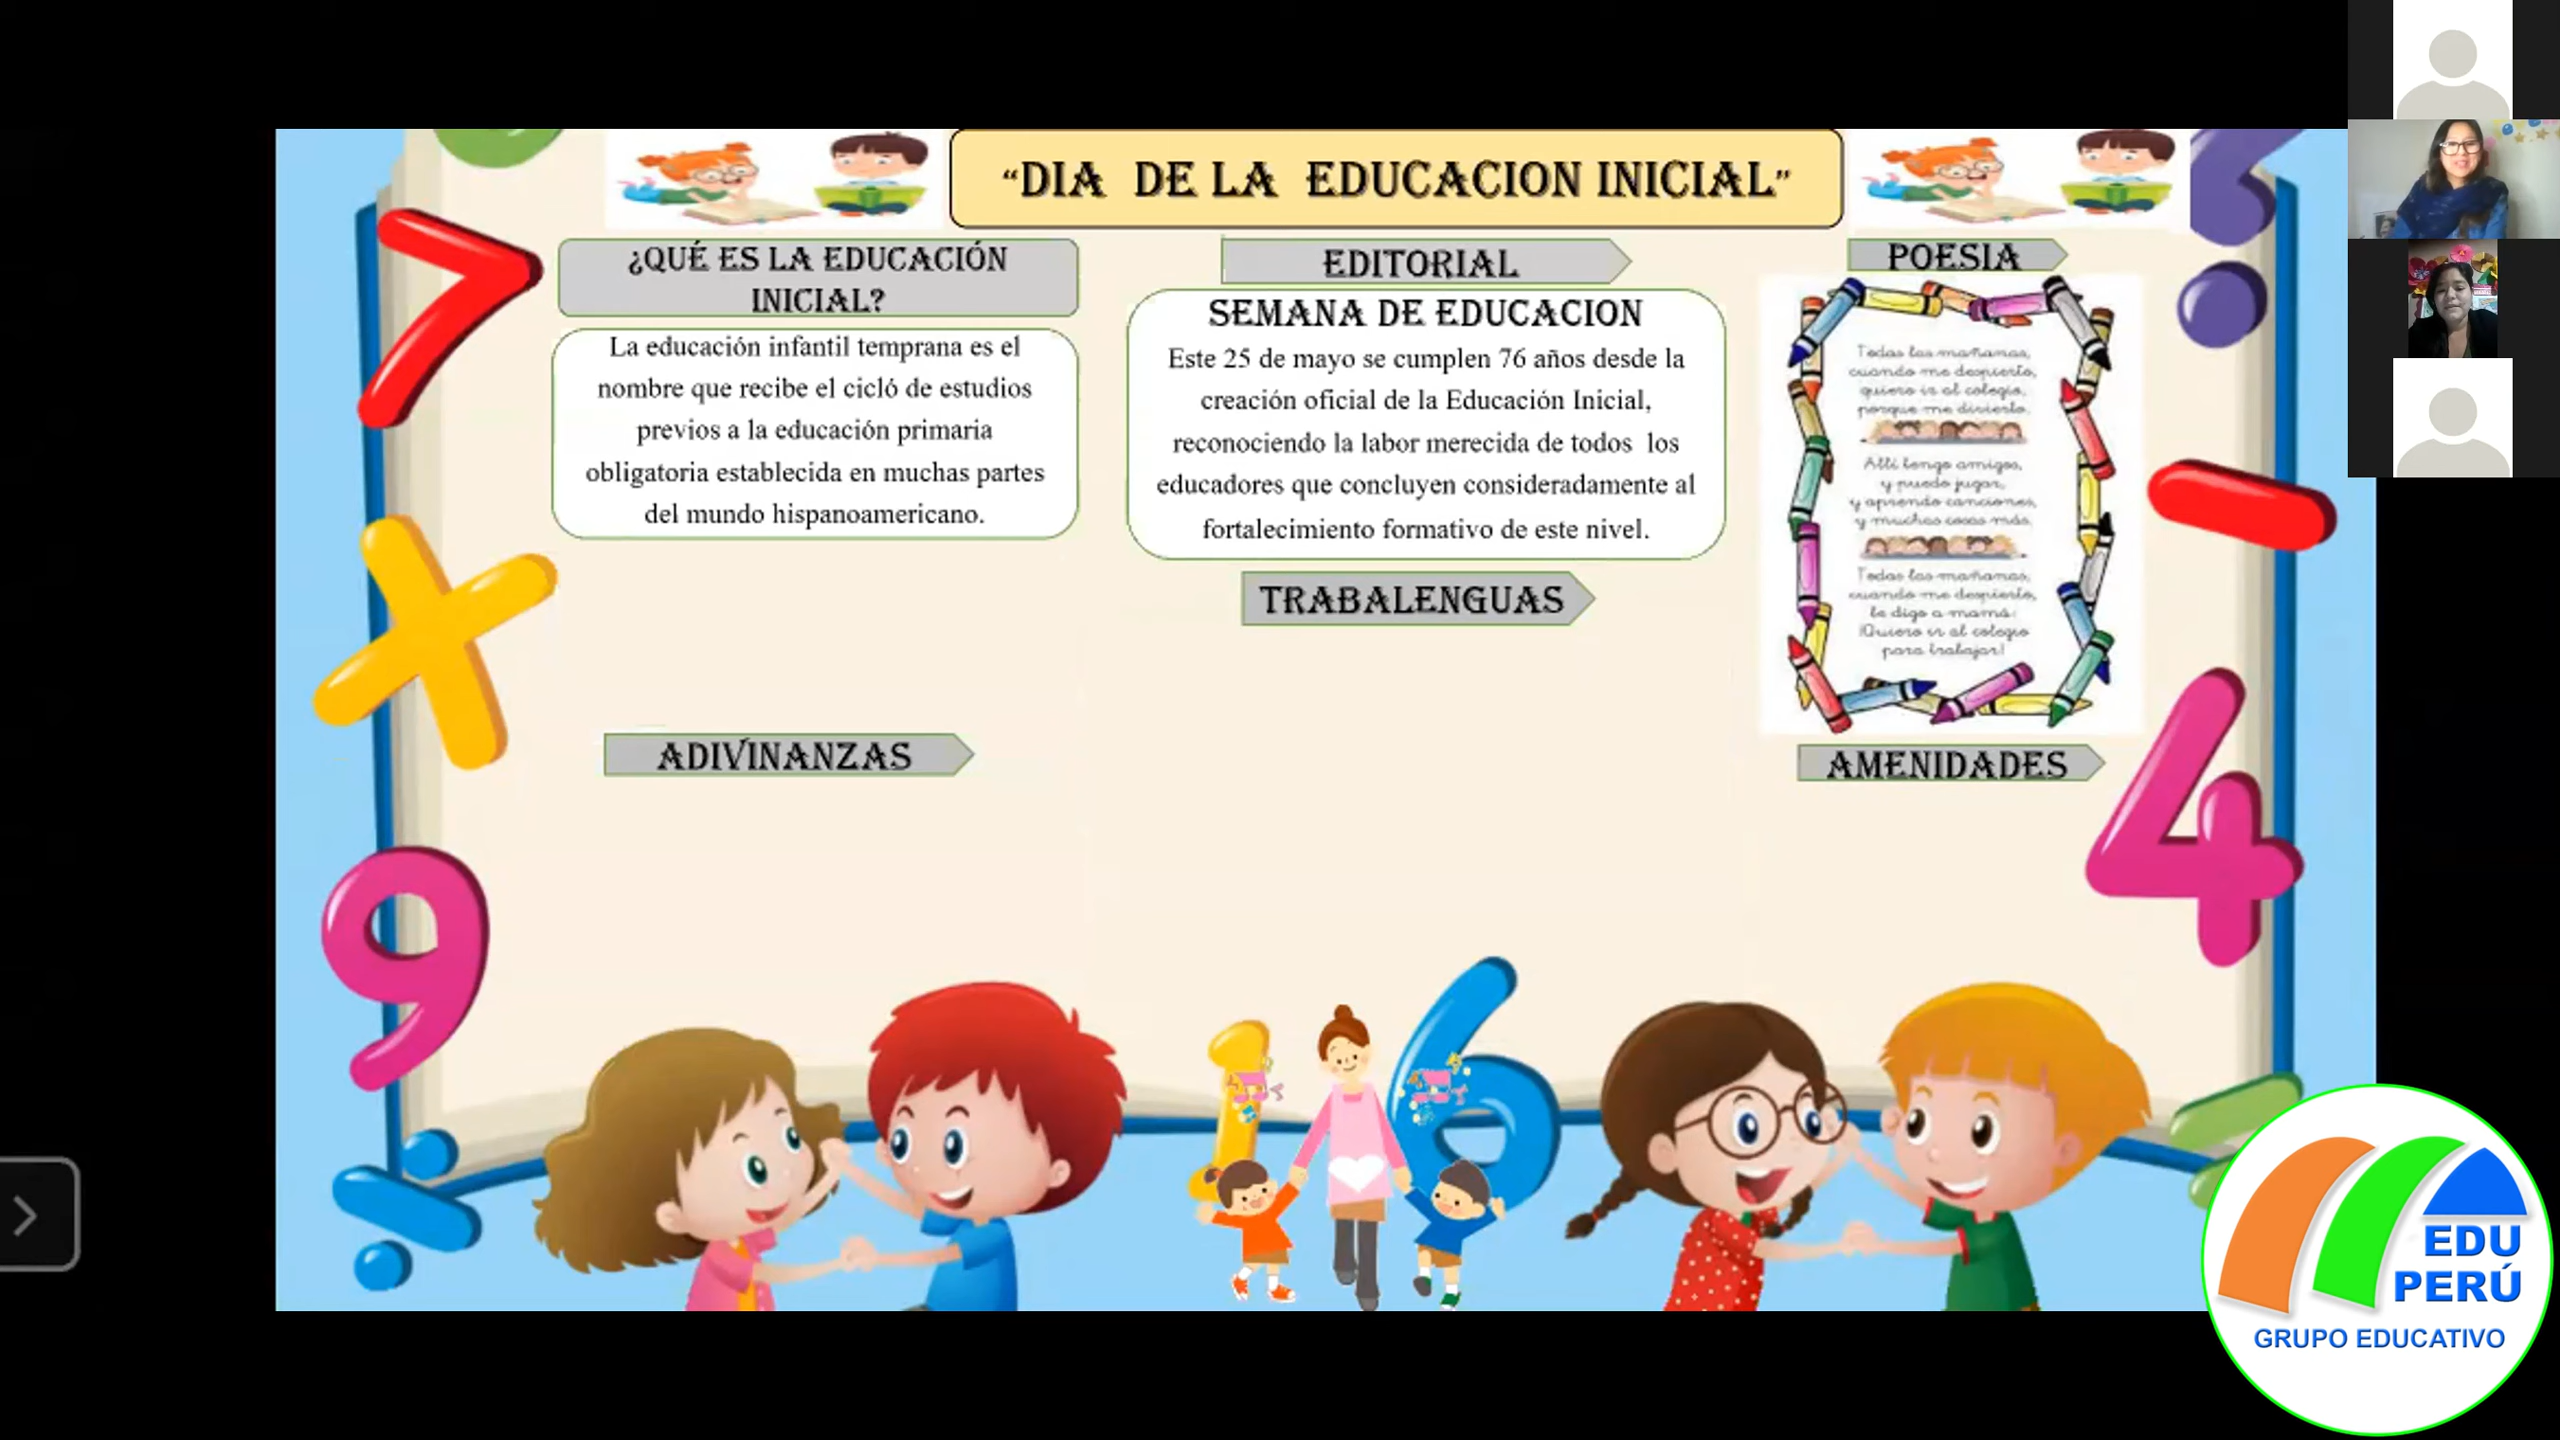 “DIA DE LA EDUCACION INICIAL”
¿QUÉ ES LA EDUCACIÓN
INICIAL?
La educación infantil temprana es el
nombre que recibe el cicló de estudios
previos a la educación primaria
obligatoria establecida en muchas partes
del mundo hispanoamericano.
ADIVINANZAS
EDITORIAL
SEMANA DE EDUCACION
Este 25 de mayo se cumplen 76 años desde la
creación oficial de la Educación Inicial,
reconociendo la labor merecida de todos los
educadores que concluyen consideradamente al
fortalecimiento formativo de este nivel.
TRABALENGUAS
POESIA
Todas las mañanas,
cuando me despierto,
quiero ir al colegio,
porque me divierto.
Allí tengo amigos,
y puedo jugar,
y aprendo canciones,
y muchas cosas más.
Todas las mañanas,
cuando me despierto,
le digo a mamá:
¡Quiero ir al colegio
para trabajar!
AMENIDADES
7
9
4
1
6
EDU
PERÚ
GRUPO EDUCATIVO